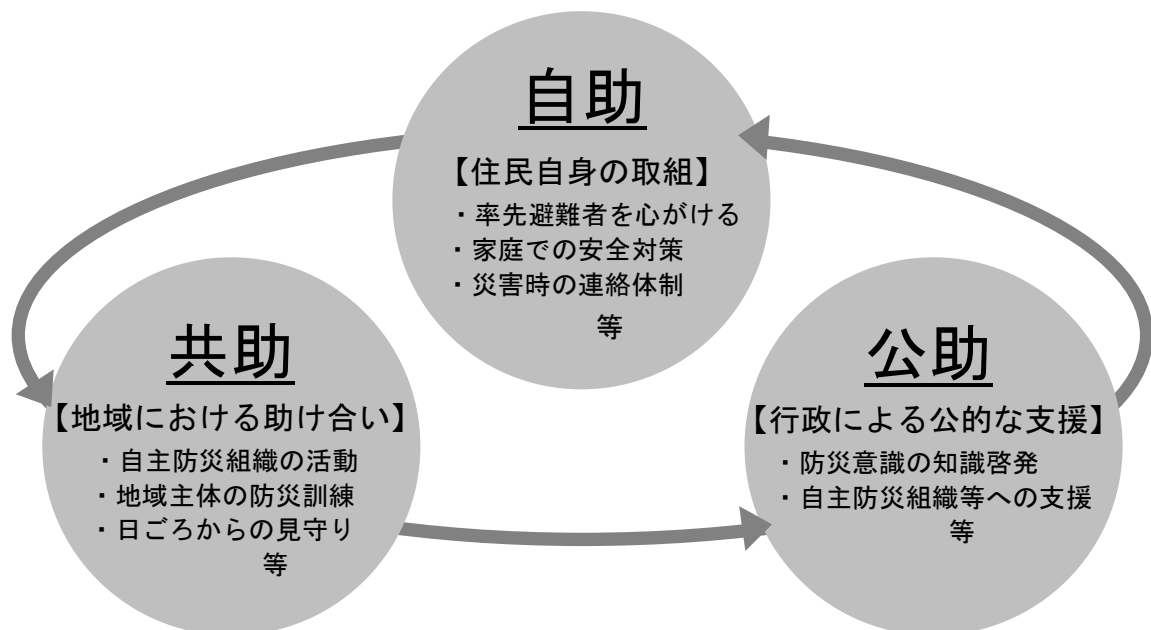 自助
【住民自身の取組】
・率先避難者を心がける
・家庭での安全対策
・災害時の連絡体制
等
共助
【地域における助け合い】
・自主防災組織の活動
・地域主体の防災訓練
・日ごろからの見守り
等
公助
【行政による公的な支援】
・防災意識の知識啓発
・自主防災組織等への支援
等